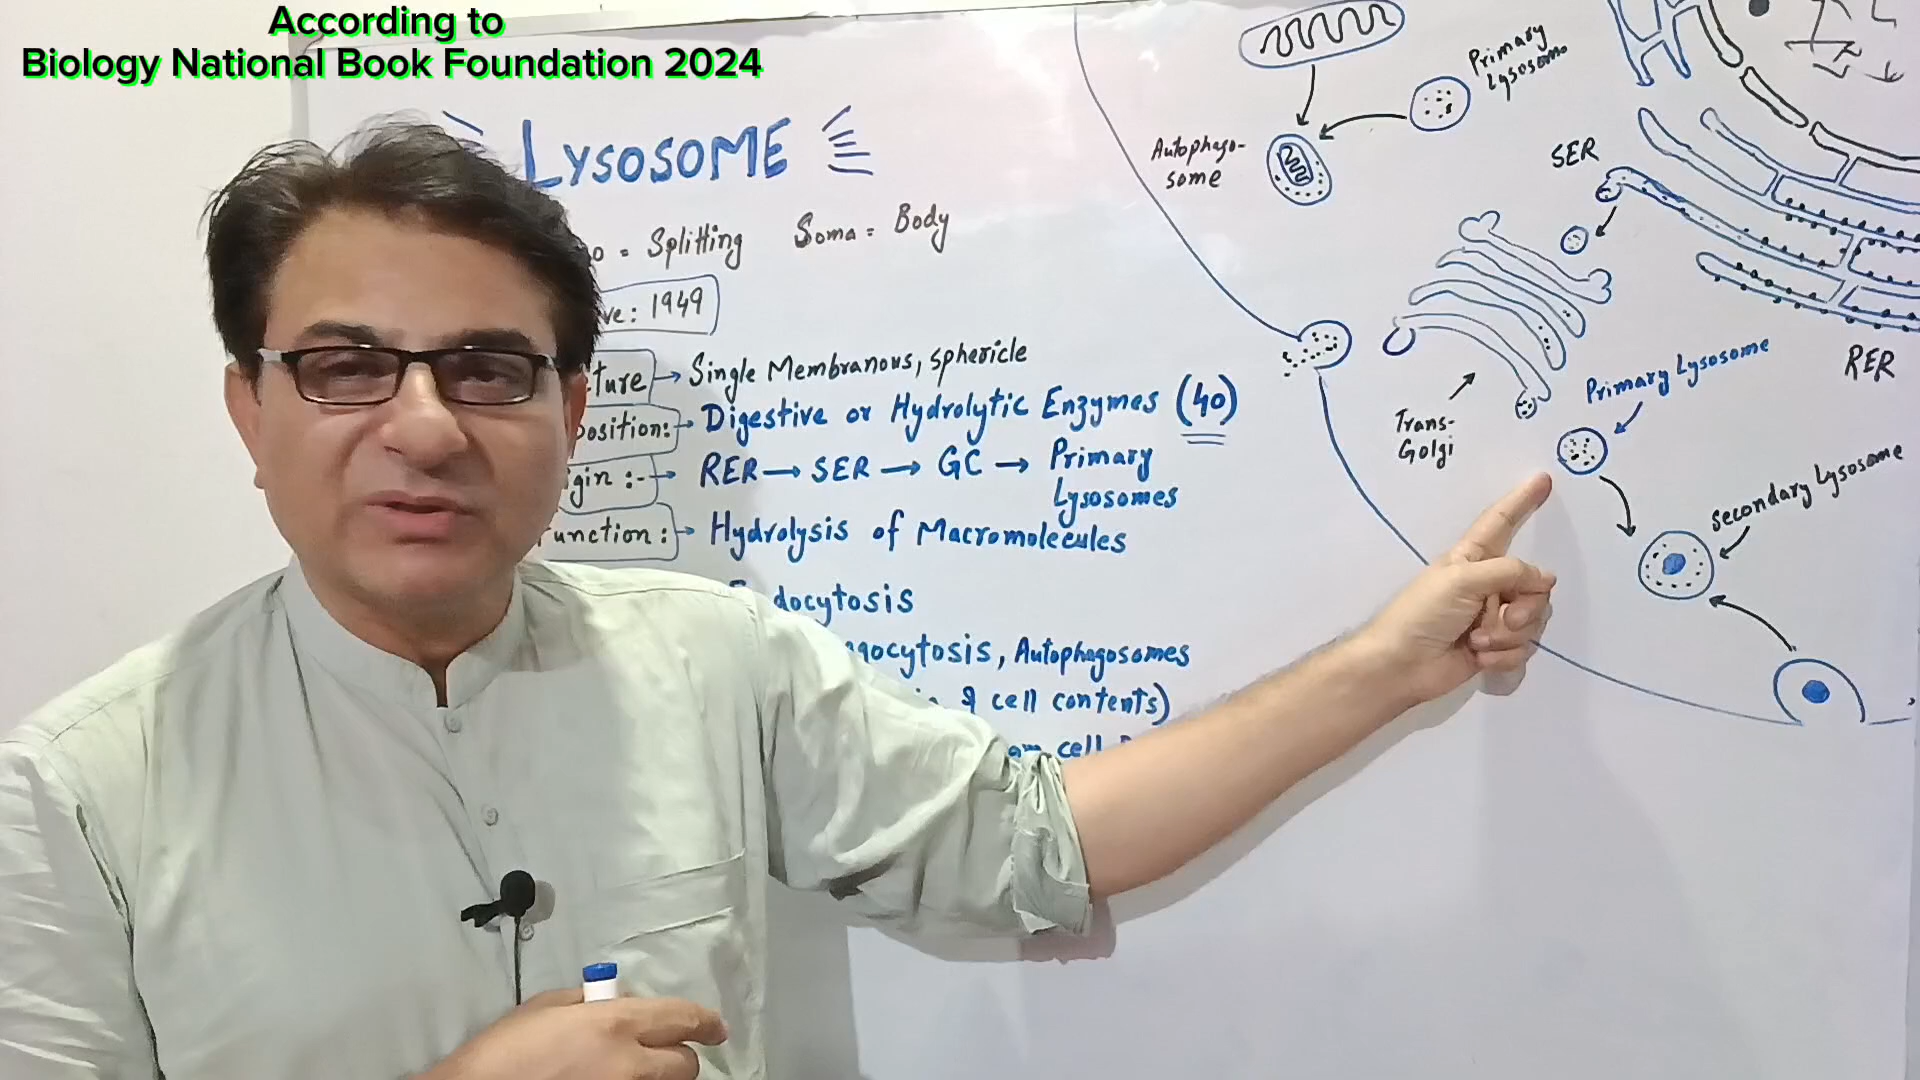 According to
Biology National Book Foundation 2024
LYSOSOME
= Splitting Soma = Body
: 1949
→ Single Membranous, sphericle
→ Digestive or Hydrolytic Enzymes (40)
:- → RER → SER → GC → Primary
Lysosomes
: → Hydrolysis of Macromolecules
, Autophagosomes
cell contents)
cell
Primary
Lysosome
Autophago-
some
SER
RER
Trans-
Golgi
Primary Lysosome
Secondary Lysosome